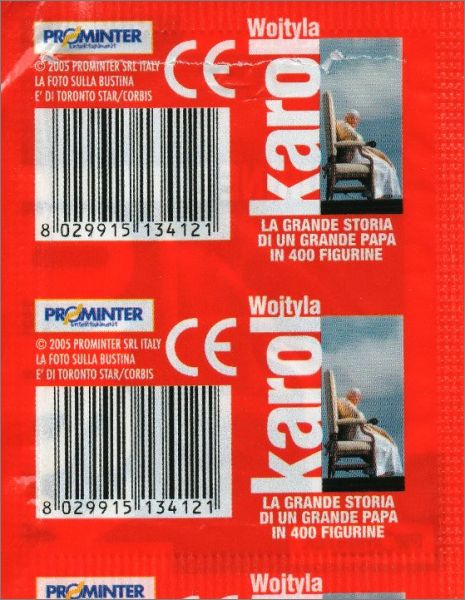 PROMINTER
Entertainment
© 2005 PROMINTER SRL ITALY
LA FOTO SULLA BUSTINA
E' DI TORONTO STAR/CORBIS
CE
8 029915 134121
Wojtyla
karol
LA GRANDE STORIA
DI UN GRANDE PAPA
IN 400 FIGURINE
PROMINTER
Entertainment
© 2005 PROMINTER SRL ITALY
LA FOTO SULLA BUSTINA
E' DI TORONTO STAR/CORBIS
CE
8 029915 134121
Wojtyla
karol
LA GRANDE STORIA
DI UN GRANDE PAPA
IN 400 FIGURINE
PROMINTER
Wojtyla